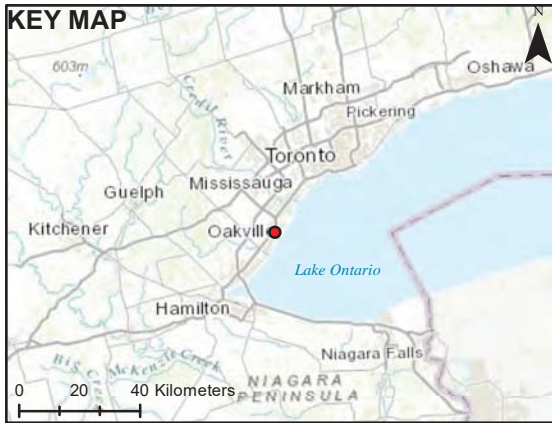 KEY MAP
N
603m
Oshawa
Markham
Credit River
Pickering
Toronto
Mississauga
Guelph
Kitchener
Oakvill
Lake Ontario
Hamilton
Niagara Falls
McKenzie Creek
0 20 40 Kilometers
NIAGARA
PENINSULA